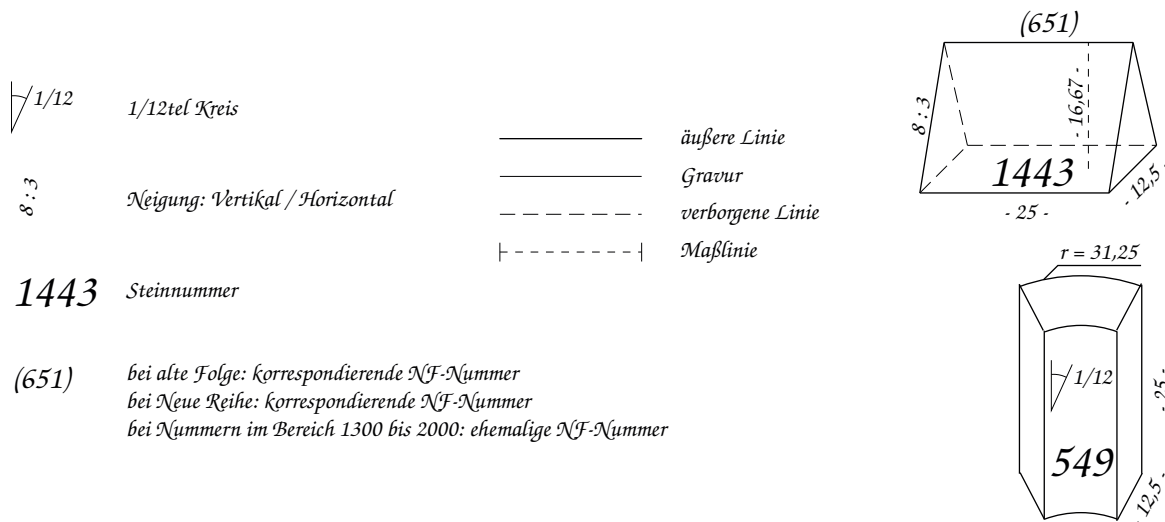 1/12
1/12tel Kreis
8 : 3
Neigung: Vertikal / Horizontal
1443
Steinnummer
(651)
bei alte Folge: korrespondierende NF-Nummer
bei Neue Reihe: korrespondierende NF-Nummer
bei Nummern im Bereich 1300 bis 2000: ehemalige NF-Nummer
äußere Linie
Gravur
verborgene Linie
Maßlinie
(651)
8 : 3
- 16,67 -
1443
- 12,5 -
- 25 -
r = 31,25
1/12
- 25 -
549
- 12,5 -